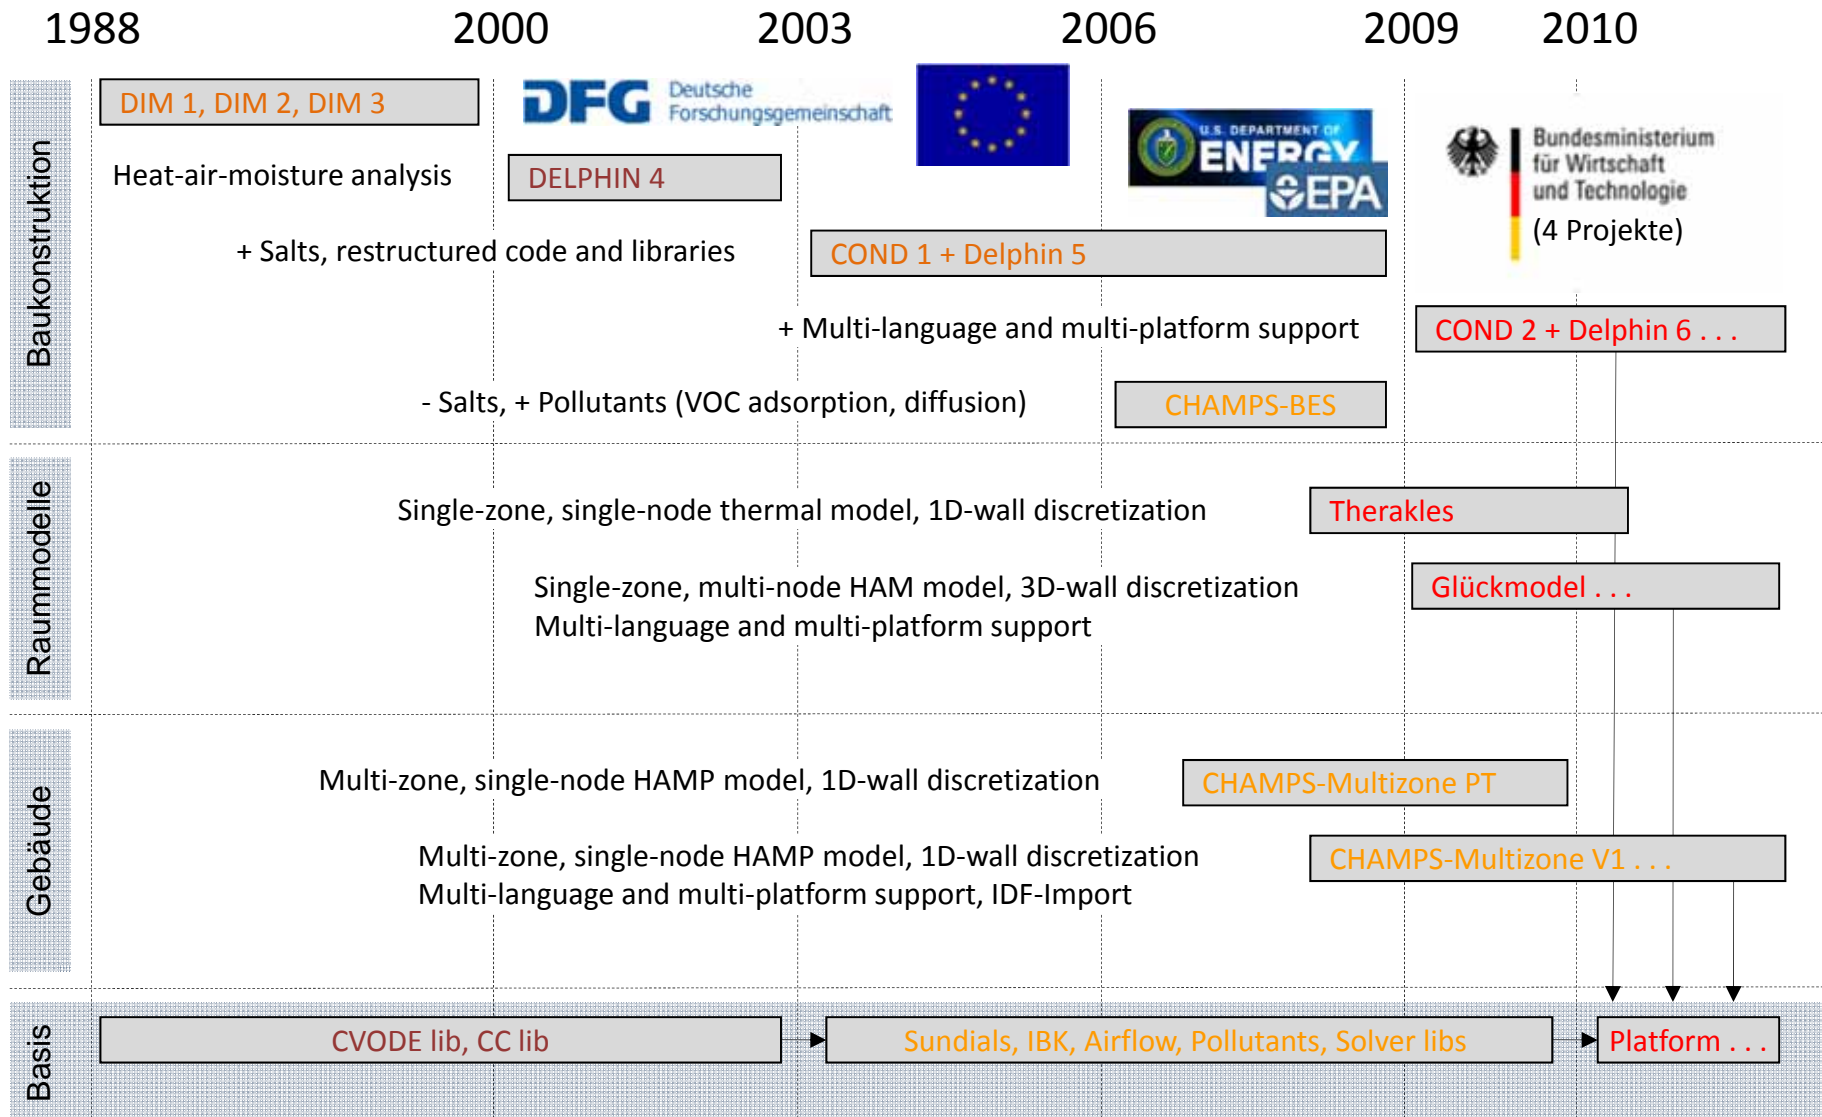 1988 2000 2003 2006 2009 2010
Baukonstruktion
DIM 1, DIM 2, DIM 3
DFG Deutsche
Forschungsgemeinschaft
U.S. DEPARTMENT OF
ENERGY
EPA
Bundesministerium
für Wirtschaft
und Technologie
(4 Projekte)
Heat-air-moisture analysis
DELPHIN 4
+ Salts, restructured code and libraries
COND 1 + Delphin 5
+ Multi-language and multi-platform support
COND 2 + Delphin 6 . . .
- Salts, + Pollutants (VOC adsorption, diffusion)
CHAMPS-BES
Raummodelle
Single-zone, single-node thermal model, 1D-wall discretization
Therakles
Single-zone, multi-node HAM model, 3D-wall discretization
Multi-language and multi-platform support
Glückmodel . . .
Gebäude
Multi-zone, single-node HAMP model, 1D-wall discretization
CHAMPS-Multizone PT
Multi-zone, single-node HAMP model, 1D-wall discretization
Multi-language and multi-platform support, IDF-Import
CHAMPS-Multizone V1 . . .
Basis
CVODE lib, CC lib
Sundials, IBK, Airflow, Pollutants, Solver libs
Platform . . .